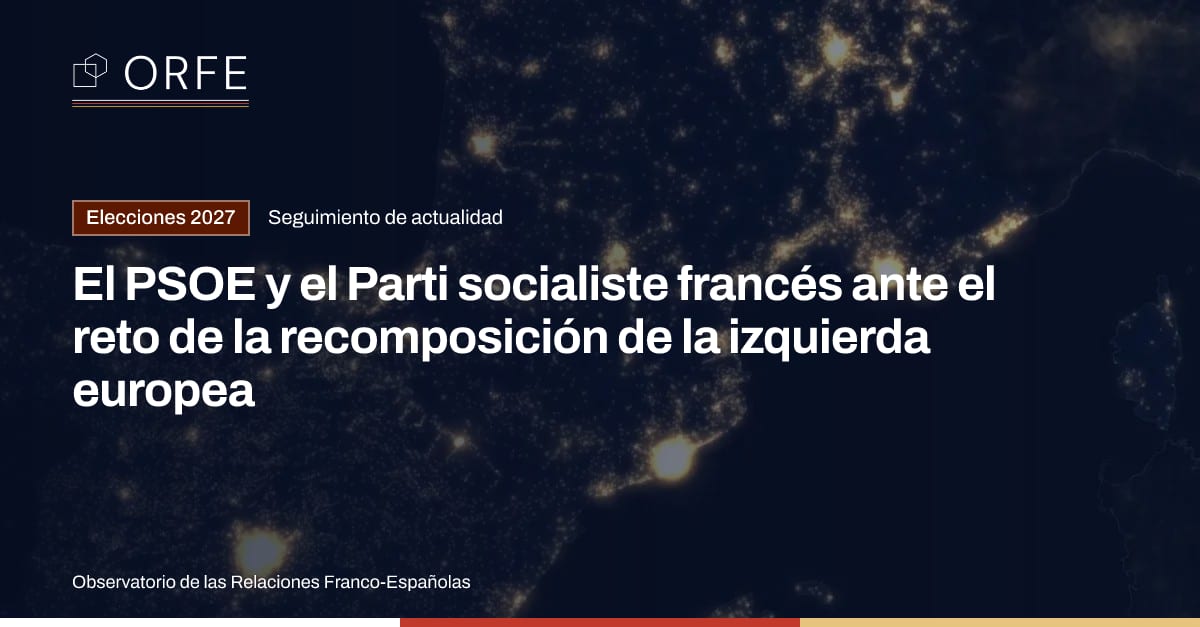 ORFE
Elecciones 2027
Seguimiento de actualidad
El PSOE y el Parti socialiste francés ante el
reto de la recomposición de la izquierda
europea
Observatorio de las Relaciones Franco-Españolas